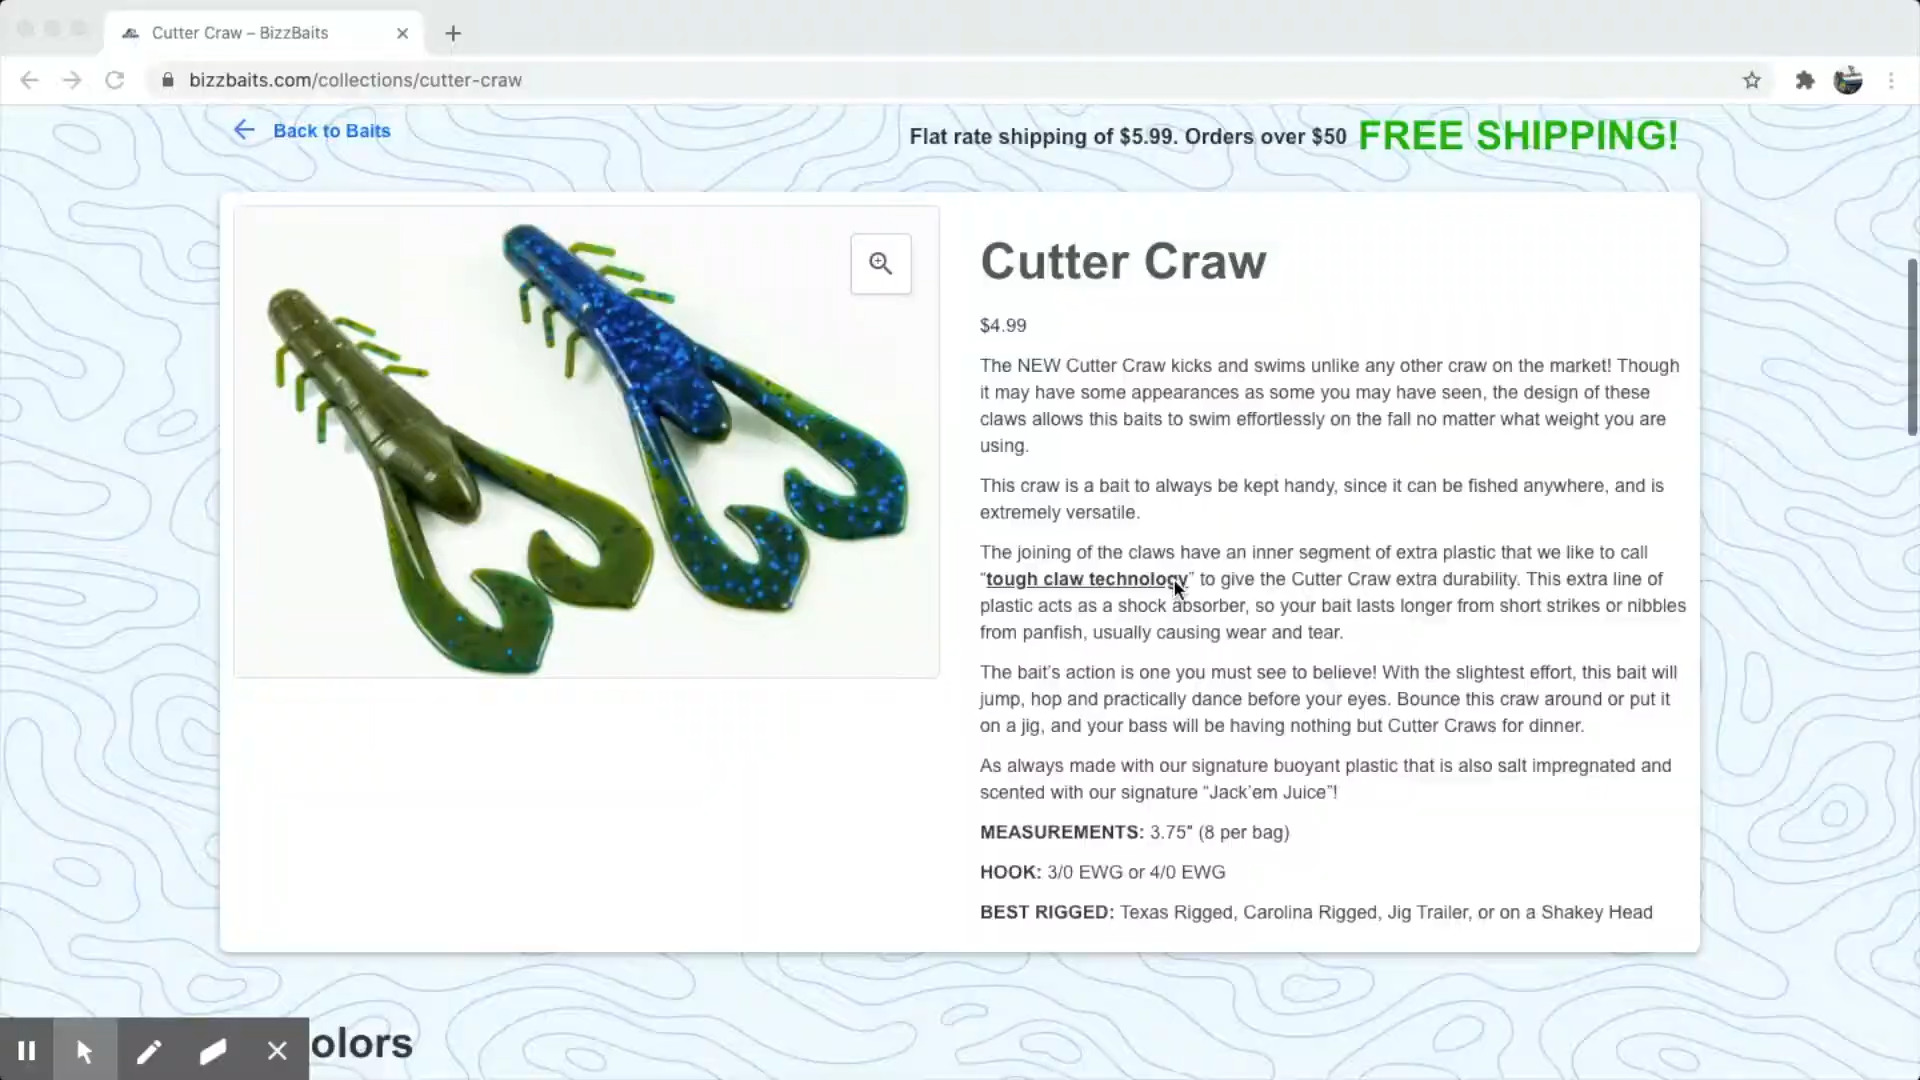 Cutter Craw – BizzBaits
bizzbaits.com/collections/cutter-craw
Back to Baits
Flat rate shipping of $5.99. Orders over $50 FREE SHIPPING!
Cutter Craw
$4.99
The NEW Cutter Craw kicks and swims unlike any other craw on the market! Though
it may have some appearances as some you may have seen, the design of these
claws allows this baits to swim effortlessly on the fall no matter what weight you are
using.
This craw is a bait to always be kept handy, since it can be fished anywhere, and is
extremely versatile.
The joining of the claws have an inner segment of extra plastic that we like to call
“tough claw technology” to give the Cutter Craw extra durability. This extra line of
plastic acts as a shock absorber, so your bait lasts longer from short strikes or nibbles
from panfish, usually causing wear and tear.
The bait’s action is one you must see to believe! With the slightest effort, this bait will
jump, hop and practically dance before your eyes. Bounce this craw around or put it
on a jig, and your bass will be having nothing but Cutter Craws for dinner.
As always made with our signature buoyant plastic that is also salt impregnated and
scented with our signature “Jack’em Juice”!
MEASUREMENTS: 3.75" (8 per bag)
HOOK: 3/0 EWG or 4/0 EWG
BEST RIGGED: Texas Rigged, Carolina Rigged, Jig Trailer, or on a Shakey Head
olors